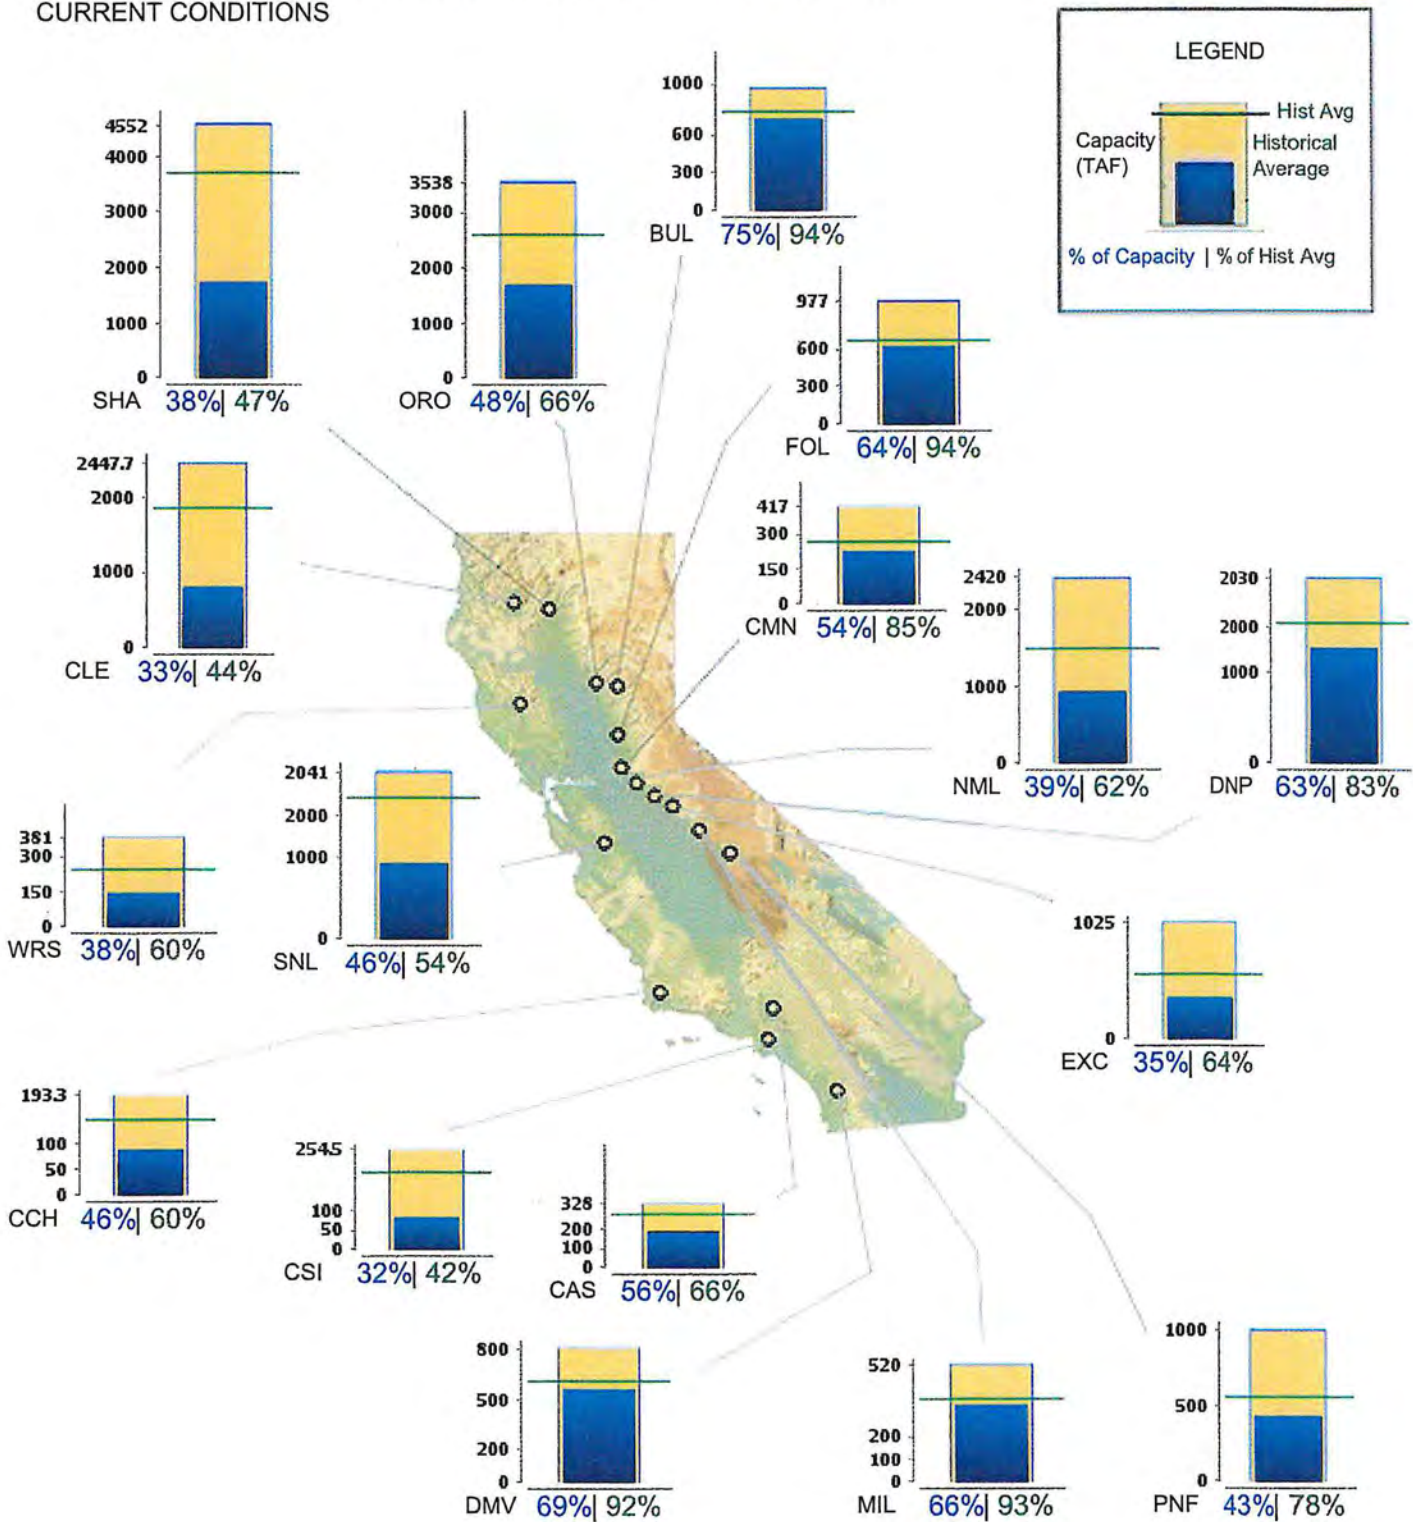 CURRENT CONDITIONS
LEGEND
Hist Avg
Capacity
(TAF)
Historical
Average
% of Capacity | % of Hist Avg
4552
4000
3000
2000
1000
0
SHA 38%| 47%
3538
3000
2000
1000
0
ORO 48%| 66%
1000
600
300
0
BUL 75%| 94%
977
600
300
0
FOL 64%| 94%
2447.7
2000
1000
0
CLE 33%| 44%
417
300
150
0
CMN 54%| 85%
2420
2000
1000
0
NML 39%| 62%
2030
2000
1000
0
DNP 63%| 83%
381
300
150
0
WRS 38%| 60%
2041
2000
1000
0
SNL 46%| 54%
1025
0
EXC 35%| 64%
193.3
100
50
0
CCH 46%| 60%
254.5
100
50
0
CSI 32%| 42%
328
200
100
0
CAS 56%| 66%
800
500
200
0
DMV 69%| 92%
520
200
100
0
MIL 66%| 93%
1000
500
0
PNF 43%| 78%